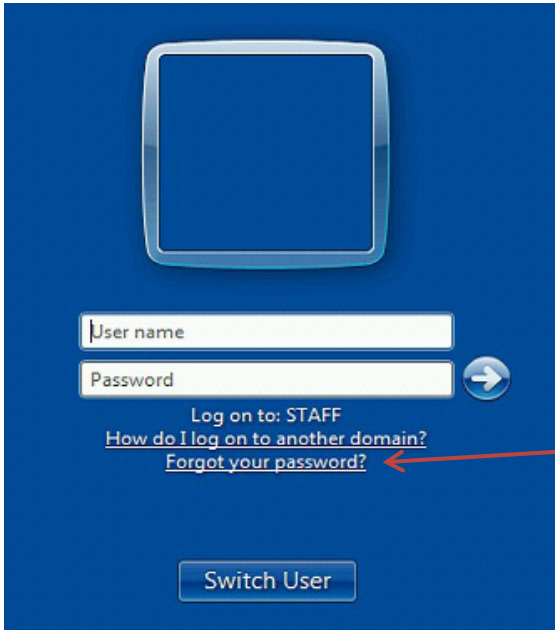 User name
Password
Log on to: STAFF
How do I log on to another domain?
Forgot your password?
Switch User